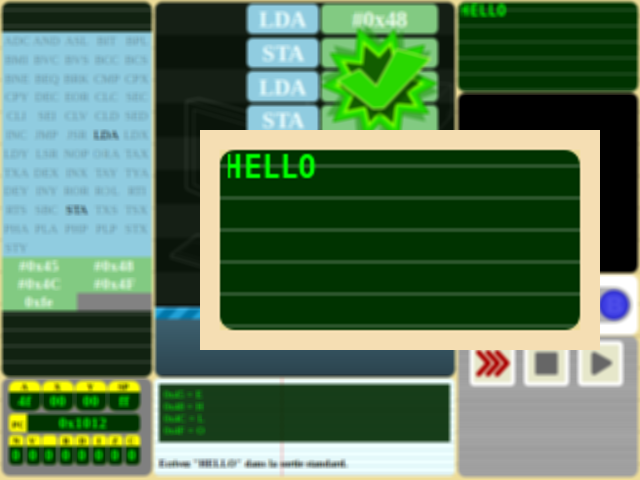 LDA #0x48
STA
LDA
STA
HELLO
ADC AND ASL BIT BPL
BMI BVC BVS BCC BCS
BNE BEQ BRK CMP CPX
CPY DEC EOR CLC SEC
CLI SEI CLV CLD SED
INC JMP JSR LDA LDX
LDY LSR NOP ORA TAX
TXA DEX INX TAY TYA
DEY INY ROR ROL RTI
RTS SBC STA TXS TSX
PHA PLA PHP PLP STX
STY
#0x45 #0x48
#0x4C #0x4F
0xfe
HELLO
A X Y SP
4f 00 00 ff
PC 0x1012
0 0 0 0 0 0 0 0
0x45 = E
0x48 = H
0x4C = L
0x4F = O
Ecrivez "HELLO" dans la sortie standard.